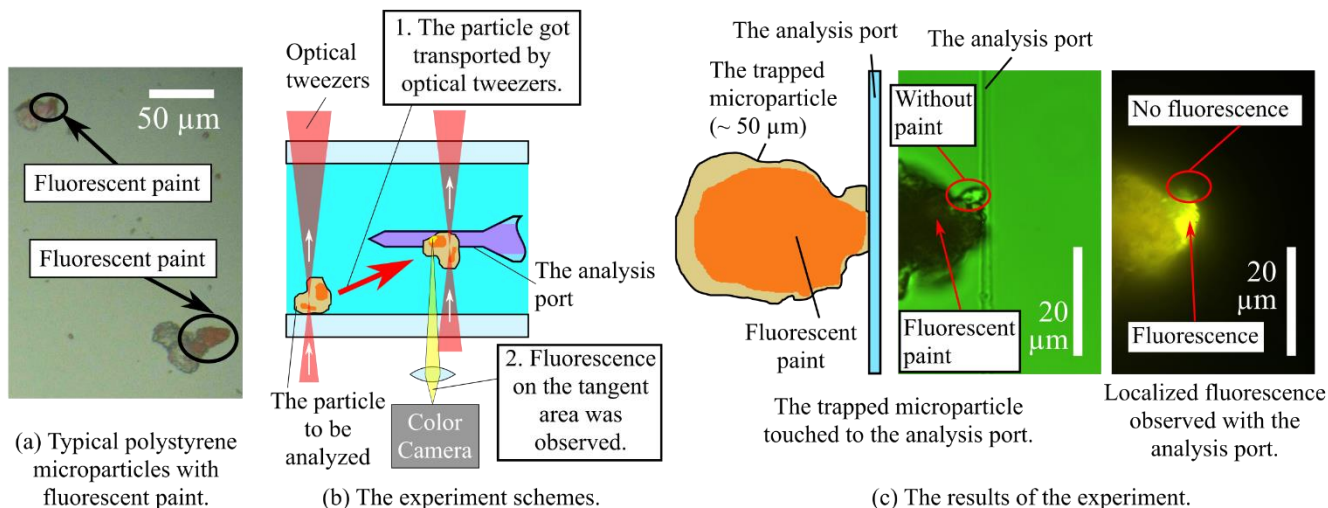 50 µm
Fluorescent paint
Fluorescent paint
(a) Typical polystyrene
microparticles with
fluorescent paint.
Optical
tweezers
1. The particle got
transported by
optical tweezers.
The analysis
port
2. Fluorescence
on the tangent
area was
observed.
The particle
to be
analyzed
Color
Camera
(b) The experiment schemes.
The analysis port
The analysis port
The trapped
microparticle
(~ 50 µm)
Without
paint
No fluorescence
Fluorescent
paint
Fluorescent
paint
20
µm
20
µm
Fluorescence
The trapped microparticle
touched to the analysis port.
Localized fluorescence
observed with the
analysis port.
(c) The results of the experiment.